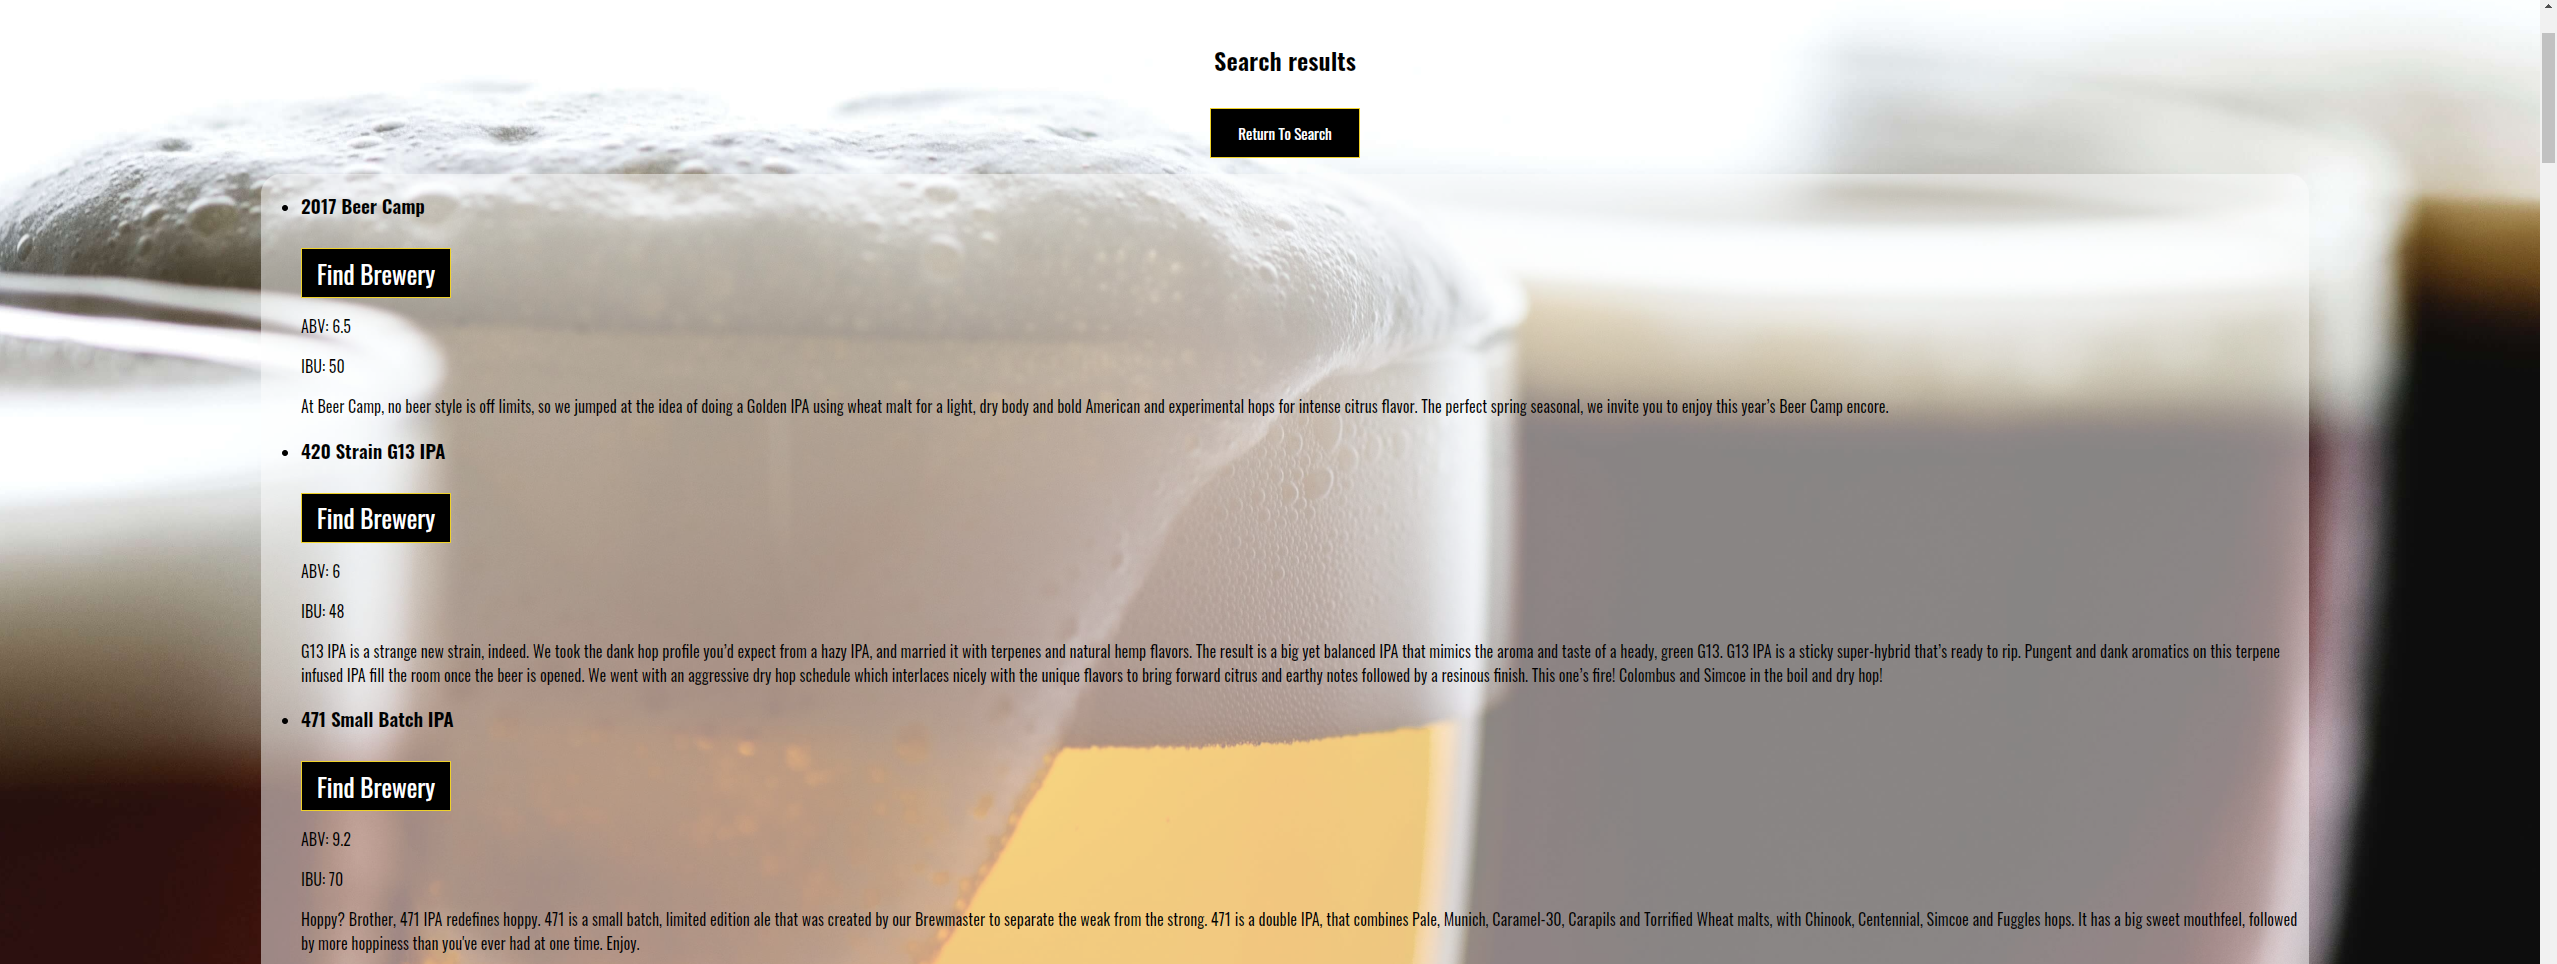 Search results
Return To Search
2017 Beer Camp
Find Brewery
ABV: 6.5
IBU: 50
At Beer Camp, no beer style is off limits, so we jumped at the idea of doing a Golden IPA using wheat malt for a light, dry body and bold American and experimental hops for intense citrus flavor. The perfect spring seasonal, we invite you to enjoy this year’s Beer Camp encore.
420 Strain G13 IPA
Find Brewery
ABV: 6
IBU: 48
G13 IPA is a strange new strain, indeed. We took the dank hop profile you’d expect from a hazy IPA, and married it with terpenes and natural hemp flavors. The result is a big yet balanced IPA that mimics the aroma and taste of a heady, green G13. G13 IPA is a sticky super-hybrid that’s ready to rip. Pungent and dank aromatics on this terpene
infused IPA fill the room once the beer is opened. We went with an aggressive dry hop schedule which interlaces nicely with the unique flavors to bring forward citrus and earthy notes followed by a resinous finish. This one’s fire! Colombus and Simcoe in the boil and dry hop!
471 Small Batch IPA
Find Brewery
ABV: 9.2
IBU: 70
Hoppy? Brother, 471 IPA redefines hoppy. 471 is a small batch, limited edition ale that was created by our Brewmaster to separate the weak from the strong. 471 is a double IPA, that combines Pale, Munich, Caramel-30, Carapils and Torrified Wheat malts, with Chinook, Centennial, Simcoe and Fuggles hops. It has a big sweet mouthfeel, followed
by more hoppiness than you've ever had at one time. Enjoy.